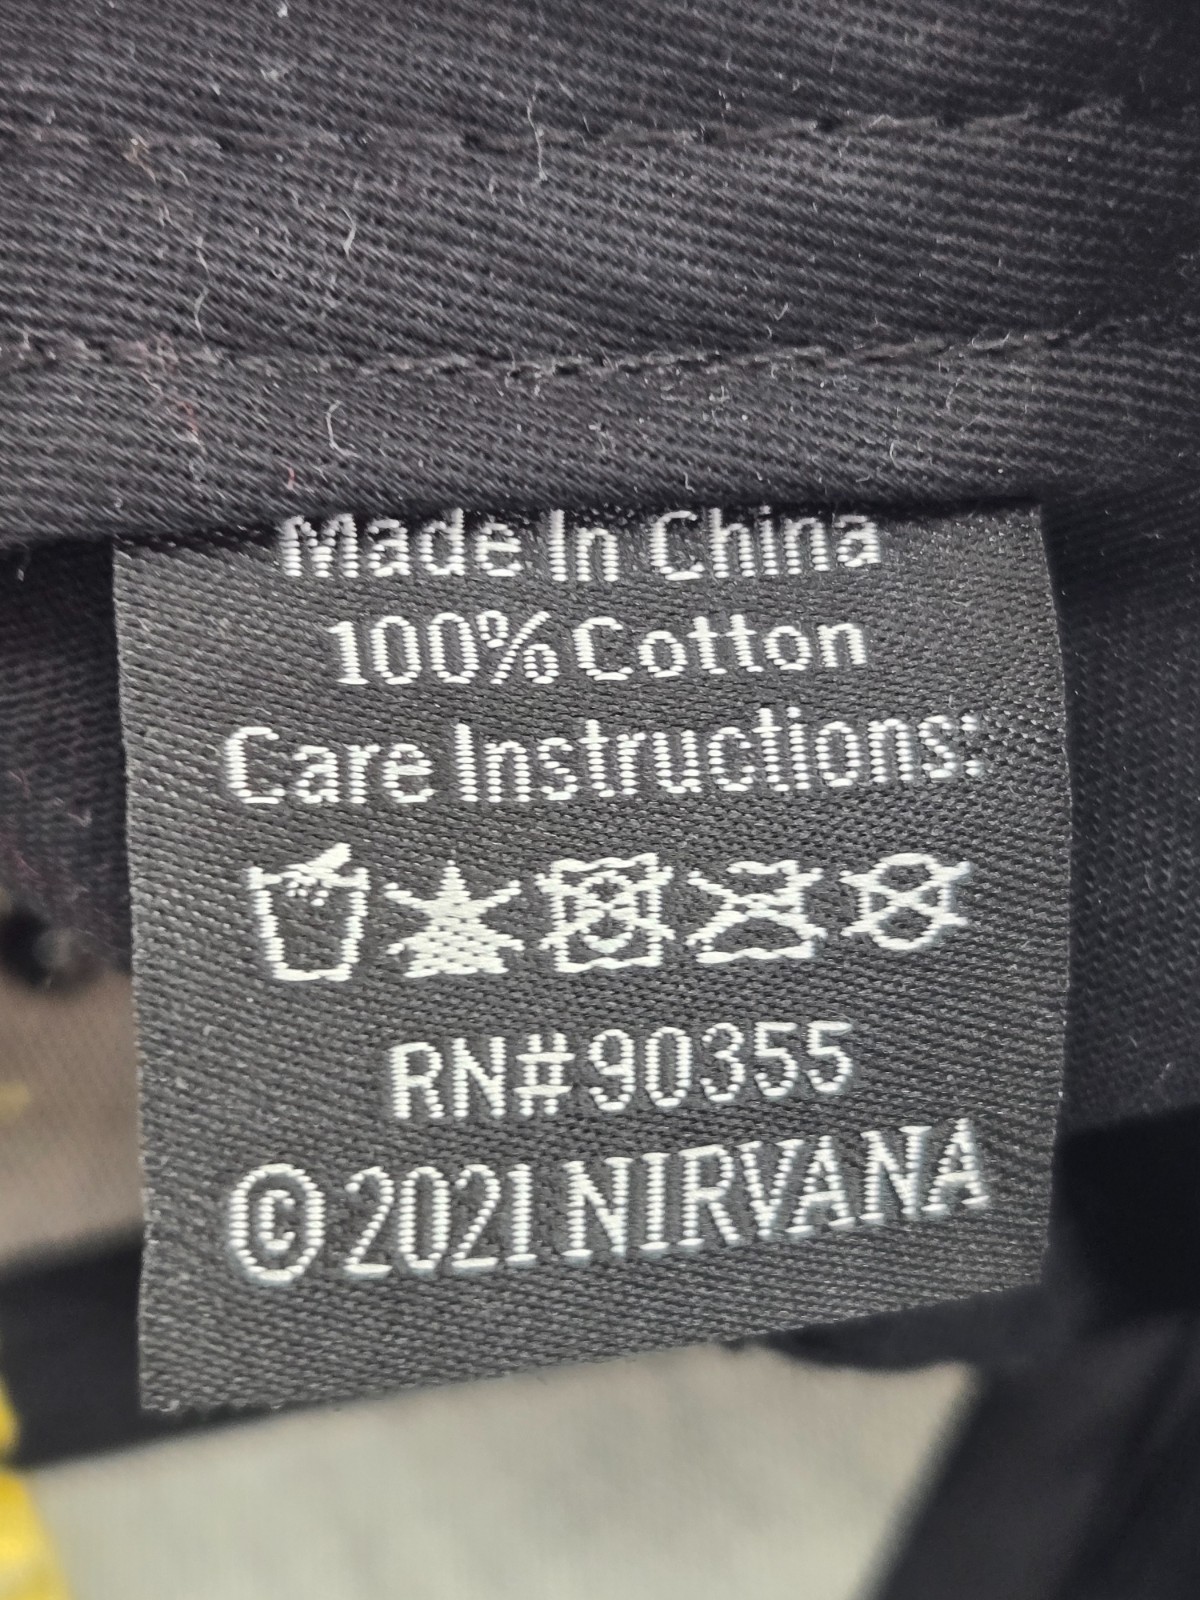 Made In China
100% Cotton
Care Instructions:
RN#90355
© 2021 NIRVANA